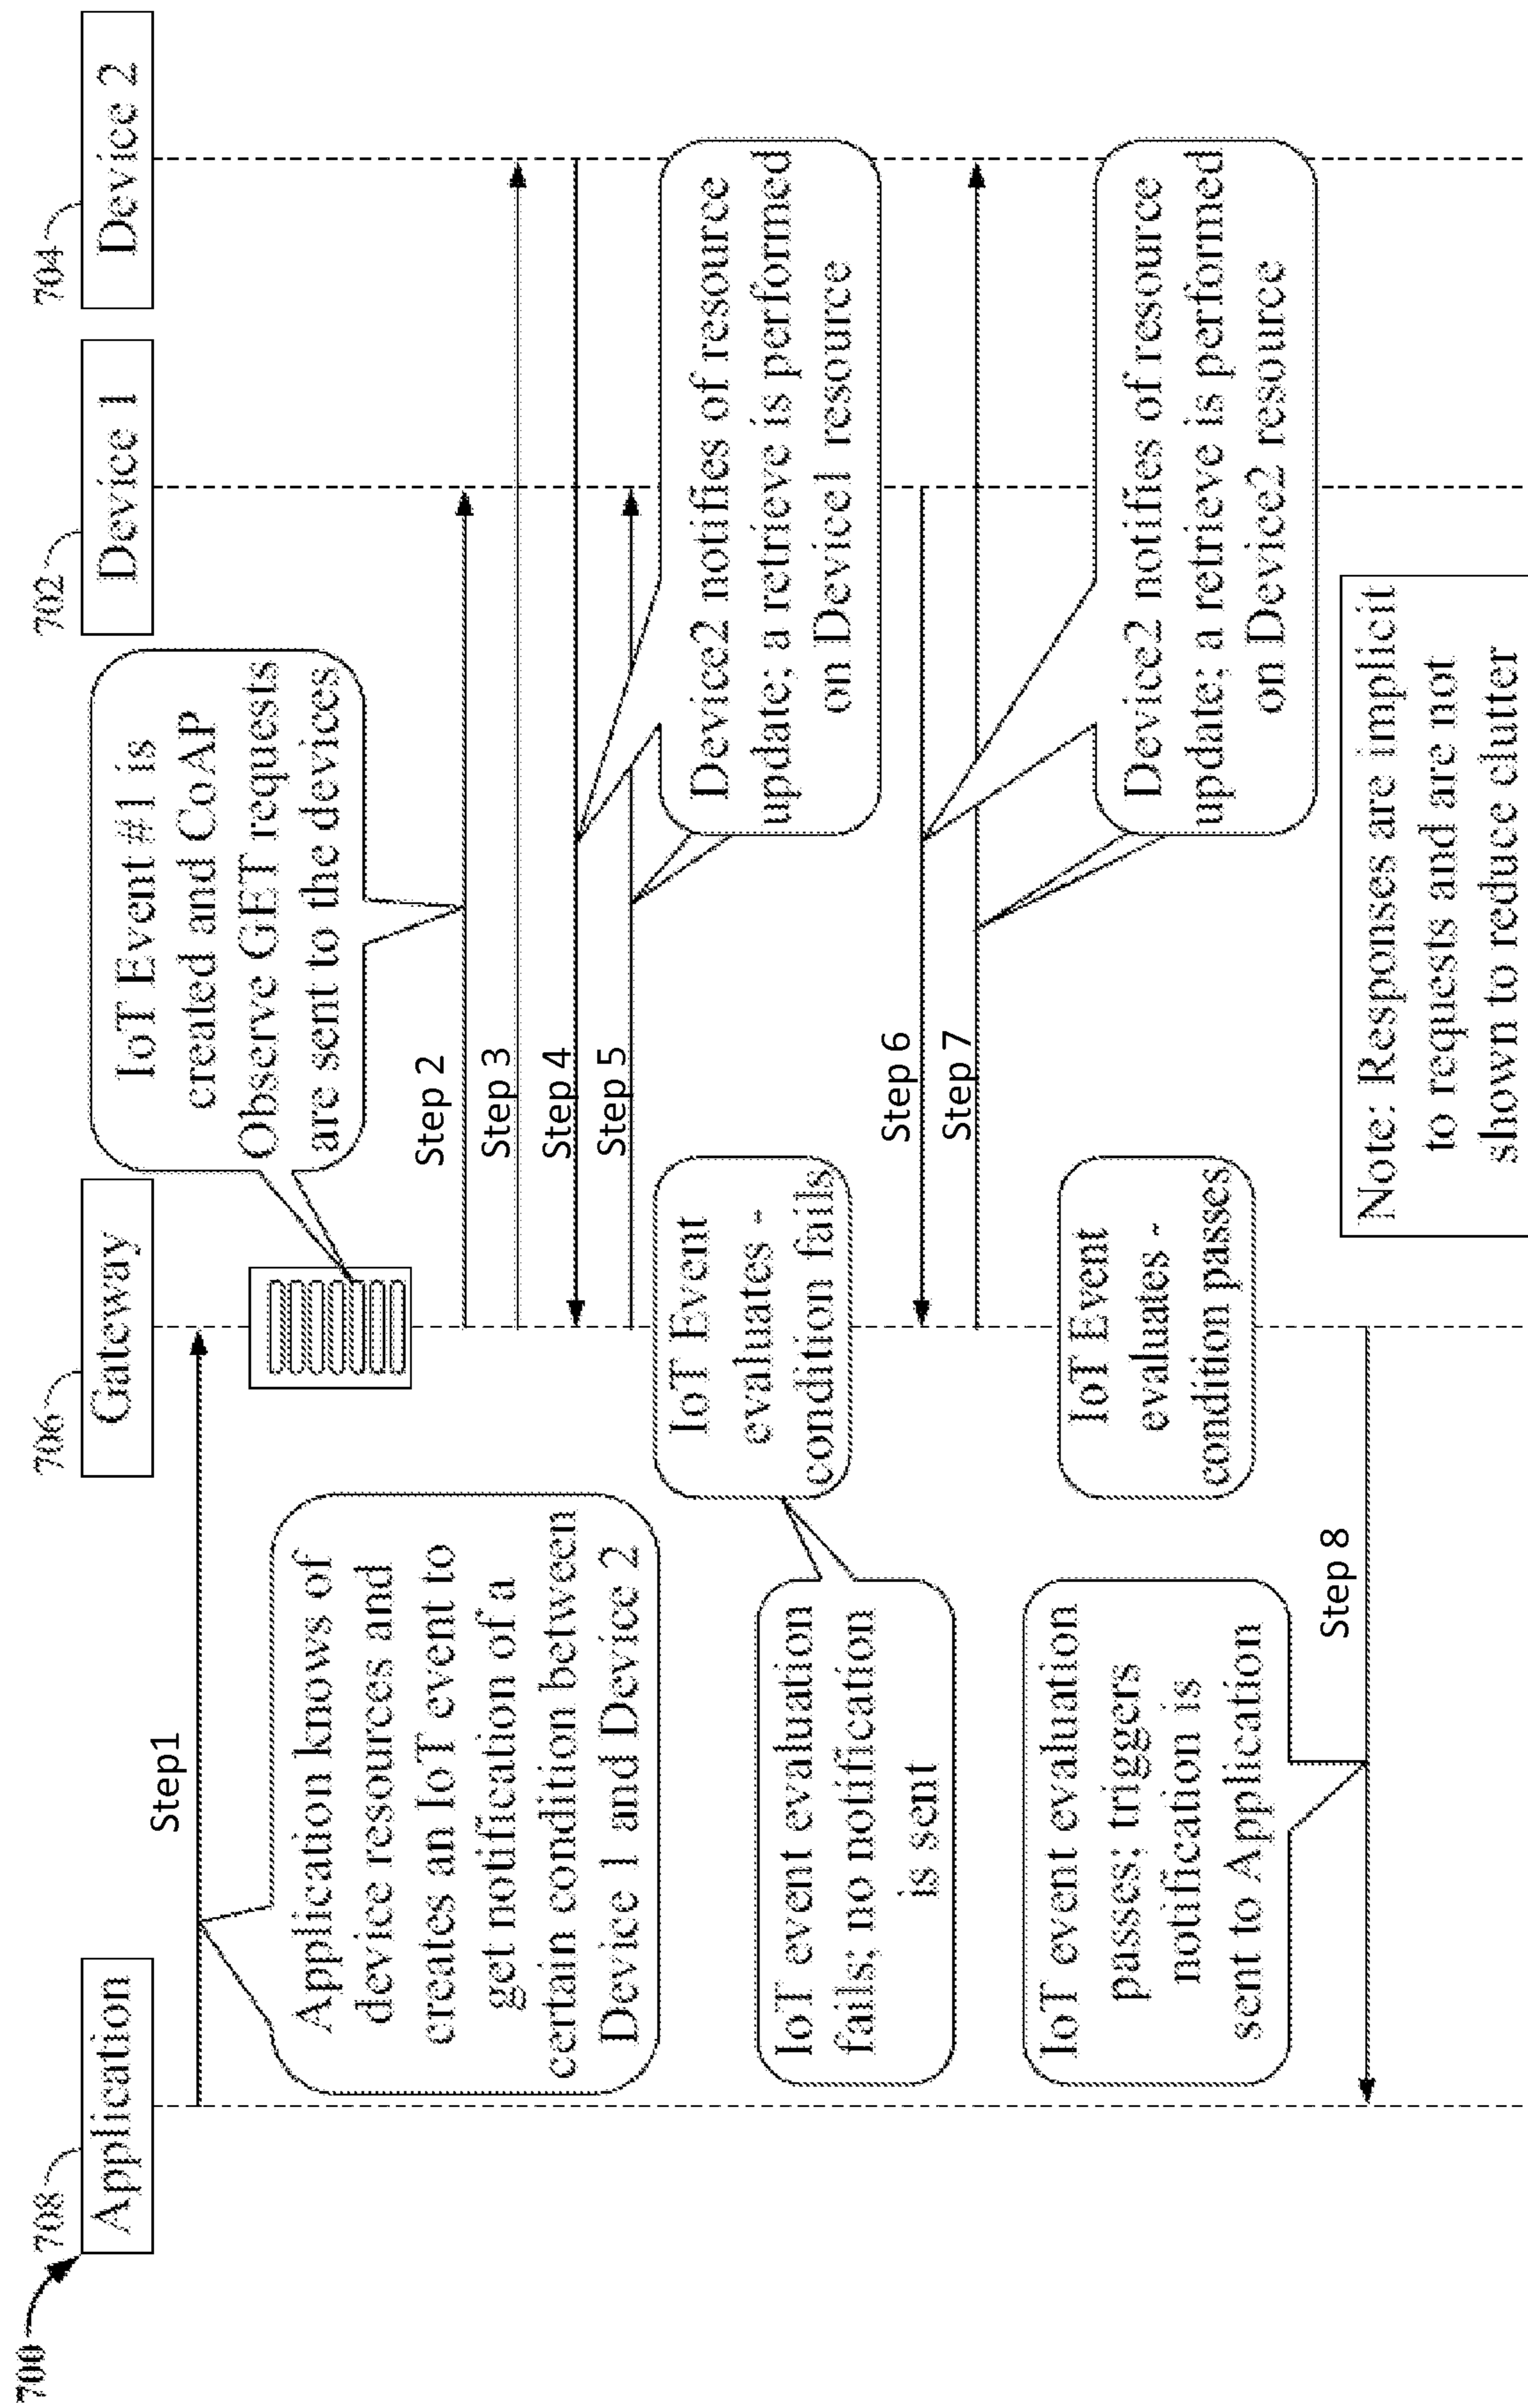 700
708
Application
706
Gateway
702
Device 1
704
Device 2
Step1
Application knows of
device resources and
creates an IoT event to
get notification of a
certain condition between
Device 1 and Device 2
IoT Event #1 is
created and CoAP
Observe GET requests
are sent to the devices
Step 2
Step 3
Step 4
Step 5
Device2 notifies of resource
update; a retrieve is performed
on Device1 resource
IoT Event
evaluates -
condition fails
IoT event evaluation
fails; no notification
is sent
Step 6
Step 7
Device2 notifies of resource
update; a retrieve is performed
on Device2 resource
IoT Event
evaluates -
condition passes
IoT event evaluation
passes; triggers
notification is
sent to Application
Step 8
Note: Responses are implicit
to requests and are not
shown to reduce clutter